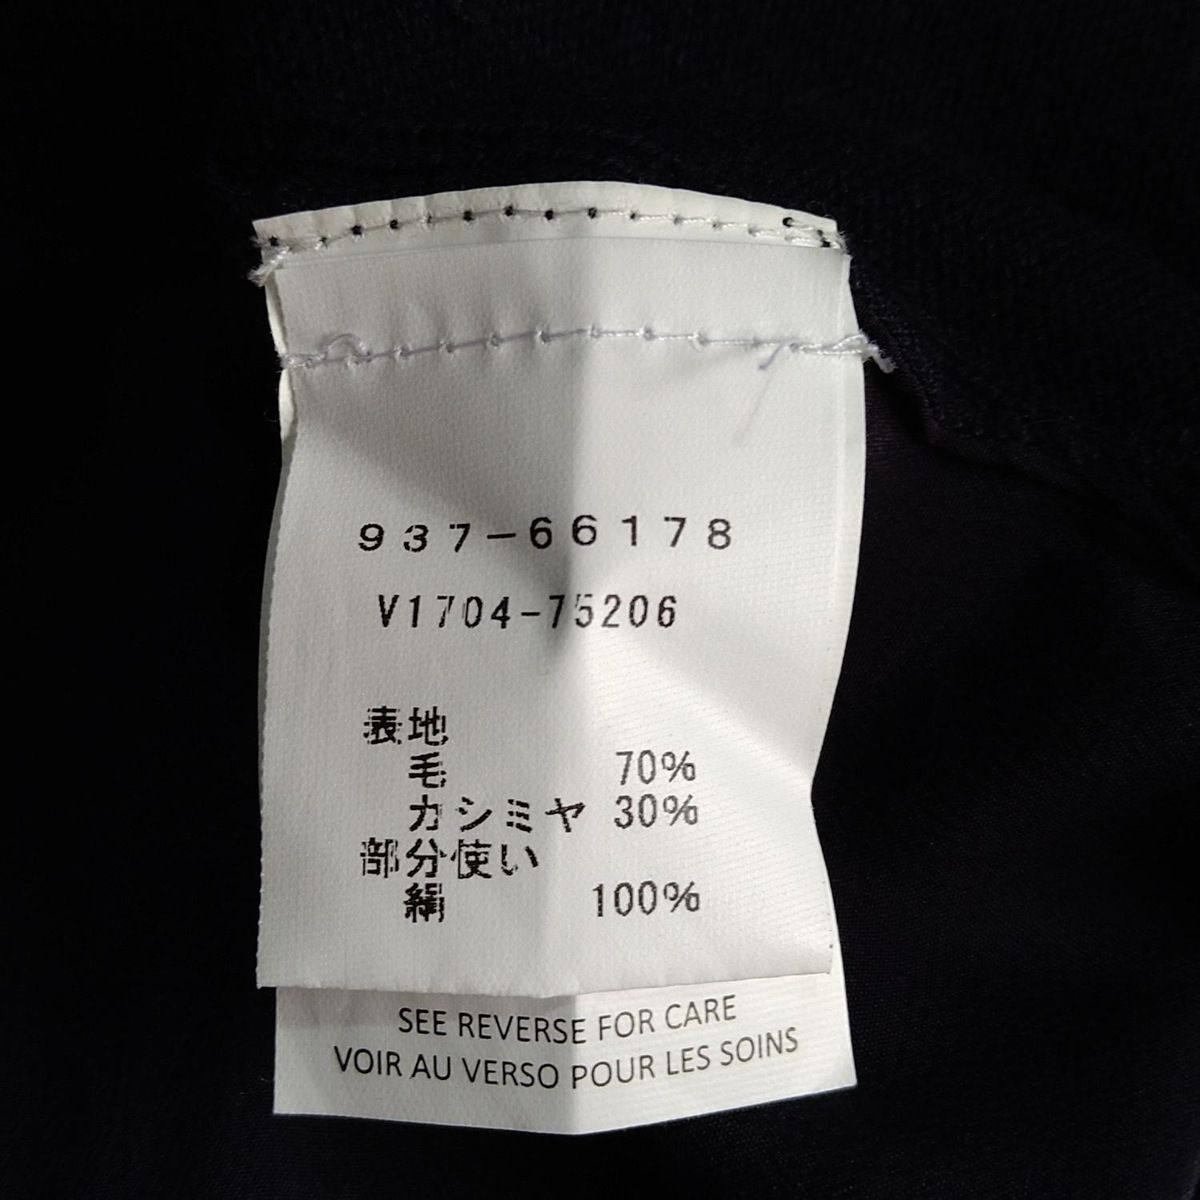 937-66178
V1704-75206
表地
毛 70%
カシミヤ 30%
部分使い
絹 100%
SEE REVERSE FOR CARE
VOIR AU VERSO POUR LES SOINS